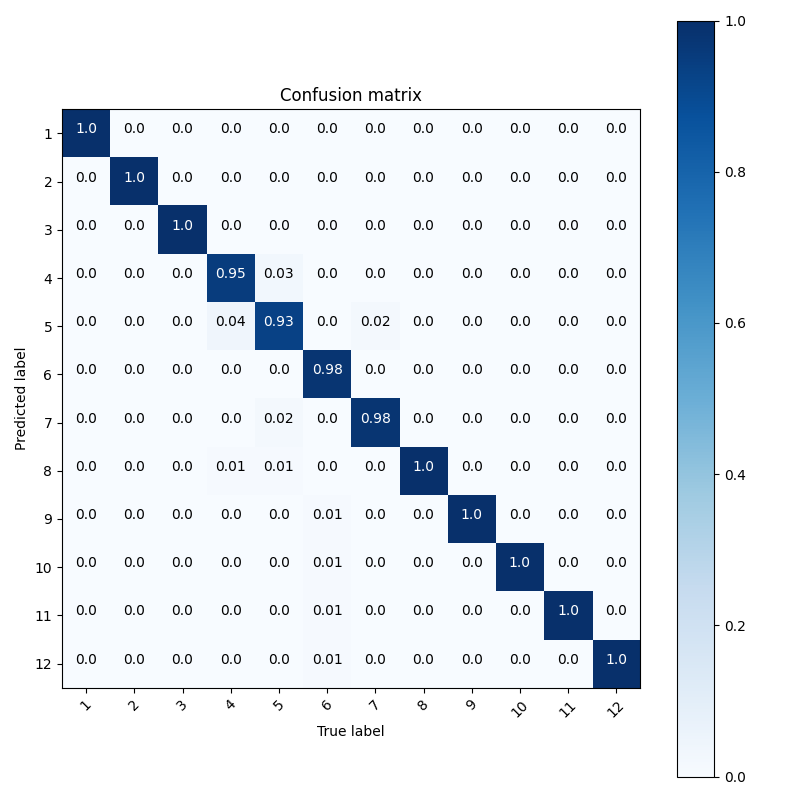 Confusion matrix
1 1.0 0.0 0.0 0.0 0.0 0.0 0.0 0.0 0.0 0.0 0.0 0.0
2 0.0 1.0 0.0 0.0 0.0 0.0 0.0 0.0 0.0 0.0 0.0 0.0
3 0.0 0.0 1.0 0.0 0.0 0.0 0.0 0.0 0.0 0.0 0.0 0.0
4 0.0 0.0 0.0 0.95 0.03 0.0 0.0 0.0 0.0 0.0 0.0 0.0
5 0.0 0.0 0.0 0.04 0.93 0.0 0.02 0.0 0.0 0.0 0.0 0.0
6 0.0 0.0 0.0 0.0 0.0 0.98 0.0 0.0 0.0 0.0 0.0 0.0
7 0.0 0.0 0.0 0.0 0.02 0.0 0.98 0.0 0.0 0.0 0.0 0.0
8 0.0 0.0 0.0 0.01 0.01 0.0 0.0 1.0 0.0 0.0 0.0 0.0
9 0.0 0.0 0.0 0.0 0.0 0.01 0.0 0.0 1.0 0.0 0.0 0.0
10 0.0 0.0 0.0 0.0 0.0 0.01 0.0 0.0 0.0 1.0 0.0 0.0
11 0.0 0.0 0.0 0.0 0.0 0.01 0.0 0.0 0.0 0.0 1.0 0.0
12 0.0 0.0 0.0 0.0 0.0 0.01 0.0 0.0 0.0 0.0 0.0 1.0
1 2 3 4 5 6 7 8 9 10 11 12
True label
Predicted label
1.0
0.8
0.6
0.4
0.2
0.0